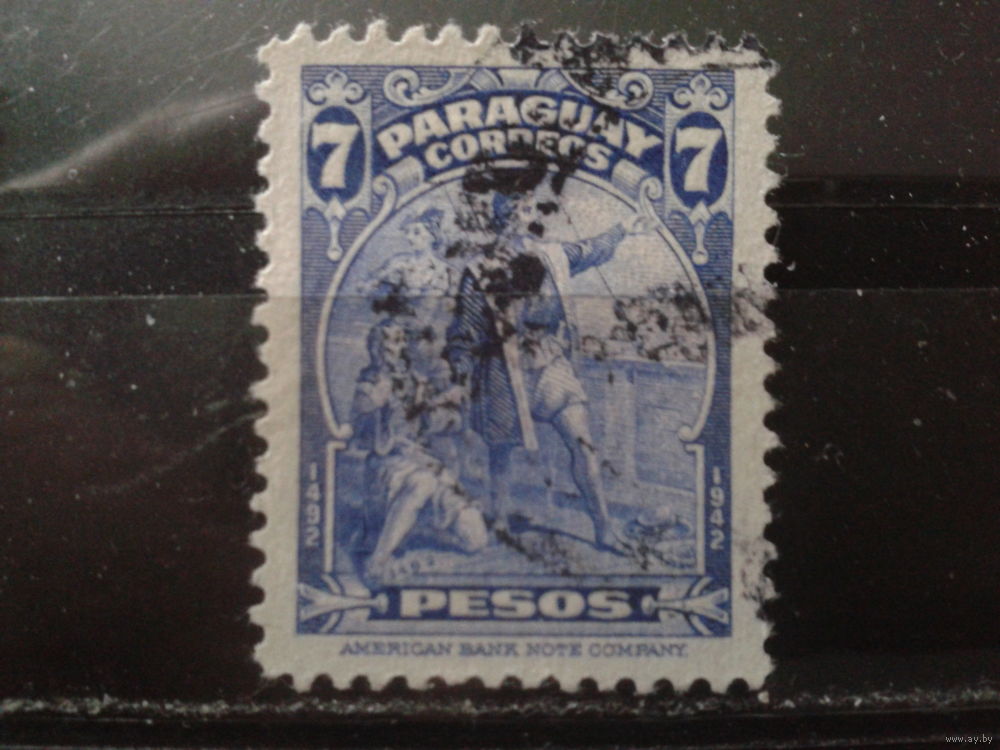 7 PARAGUAY 7
CORREOS
1492
1942
PESOS
AMERICAN BANK NOTE COMPANY.
www.ay.by